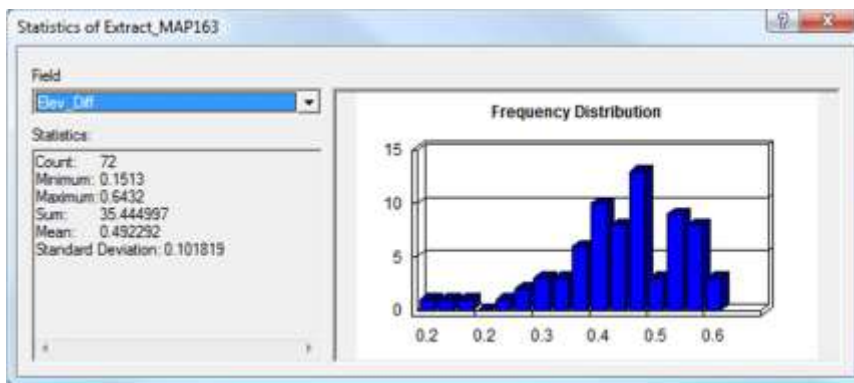 Statistics of Extract_MAP163
Field
Elev_Diff
Statistics:
Count: 72
Minimum: 0.1513
Maximum: 0.6432
Sum: 35.444997
Mean: 0.492292
Standard Deviation: 0.101819
Frequency Distribution
15
10
5
0
0.2 0.2 0.3 0.4 0.5 0.6